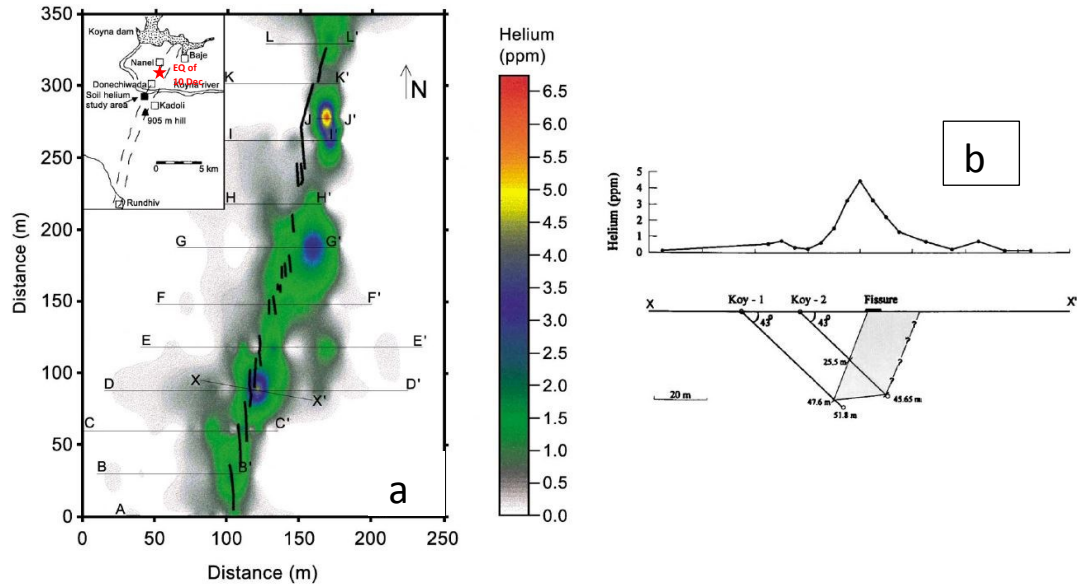 350
300
250
200
150
100
50
0
Distance (m)
Koyna dam
Baje
Nanel
EQ of
10 Dec
Donechiwada
Koyna river
Soil helium
study area
Kadoli
905 m hill
0 5 km
Rundhiv
N
L L'
K K'
J J'
I I'
H H'
G G'
F F'
E E'
D D'
X
X'
C C'
B B'
A
a
0 50 100 150 200 250
Distance (m)
Helium
(ppm)
6.5
6.0
5.5
5.0
4.5
4.0
3.5
3.0
2.5
2.0
1.5
1.0
0.5
0.0
b
Helium (ppm)
5
4
3
2
1
0
X Koy - 1 Koy - 2 Fissure X'
43° 43°
?
?
25.5 m
?
?
?
20 m
47.6 m 45.65 m
51.8 m